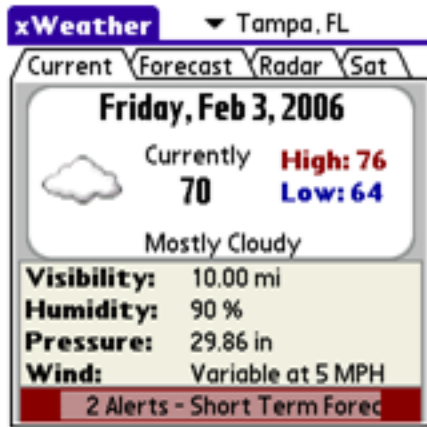 xWeather Tampa, FL
Current Forecast Radar Sat
Friday, Feb 3, 2006
Currently
70
High: 76
Low: 64
Mostly Cloudy
Visibility: 10.00 mi
Humidity: 90 %
Pressure: 29.86 in
Wind: Variable at 5 MPH
2 Alerts - Short Term Forec